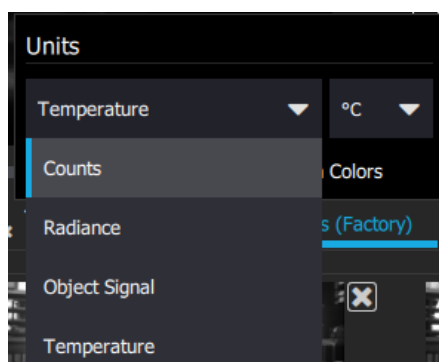 Units
Temperature °C
Counts
Colors
Radiance
(Factory)
Object Signal
Temperature